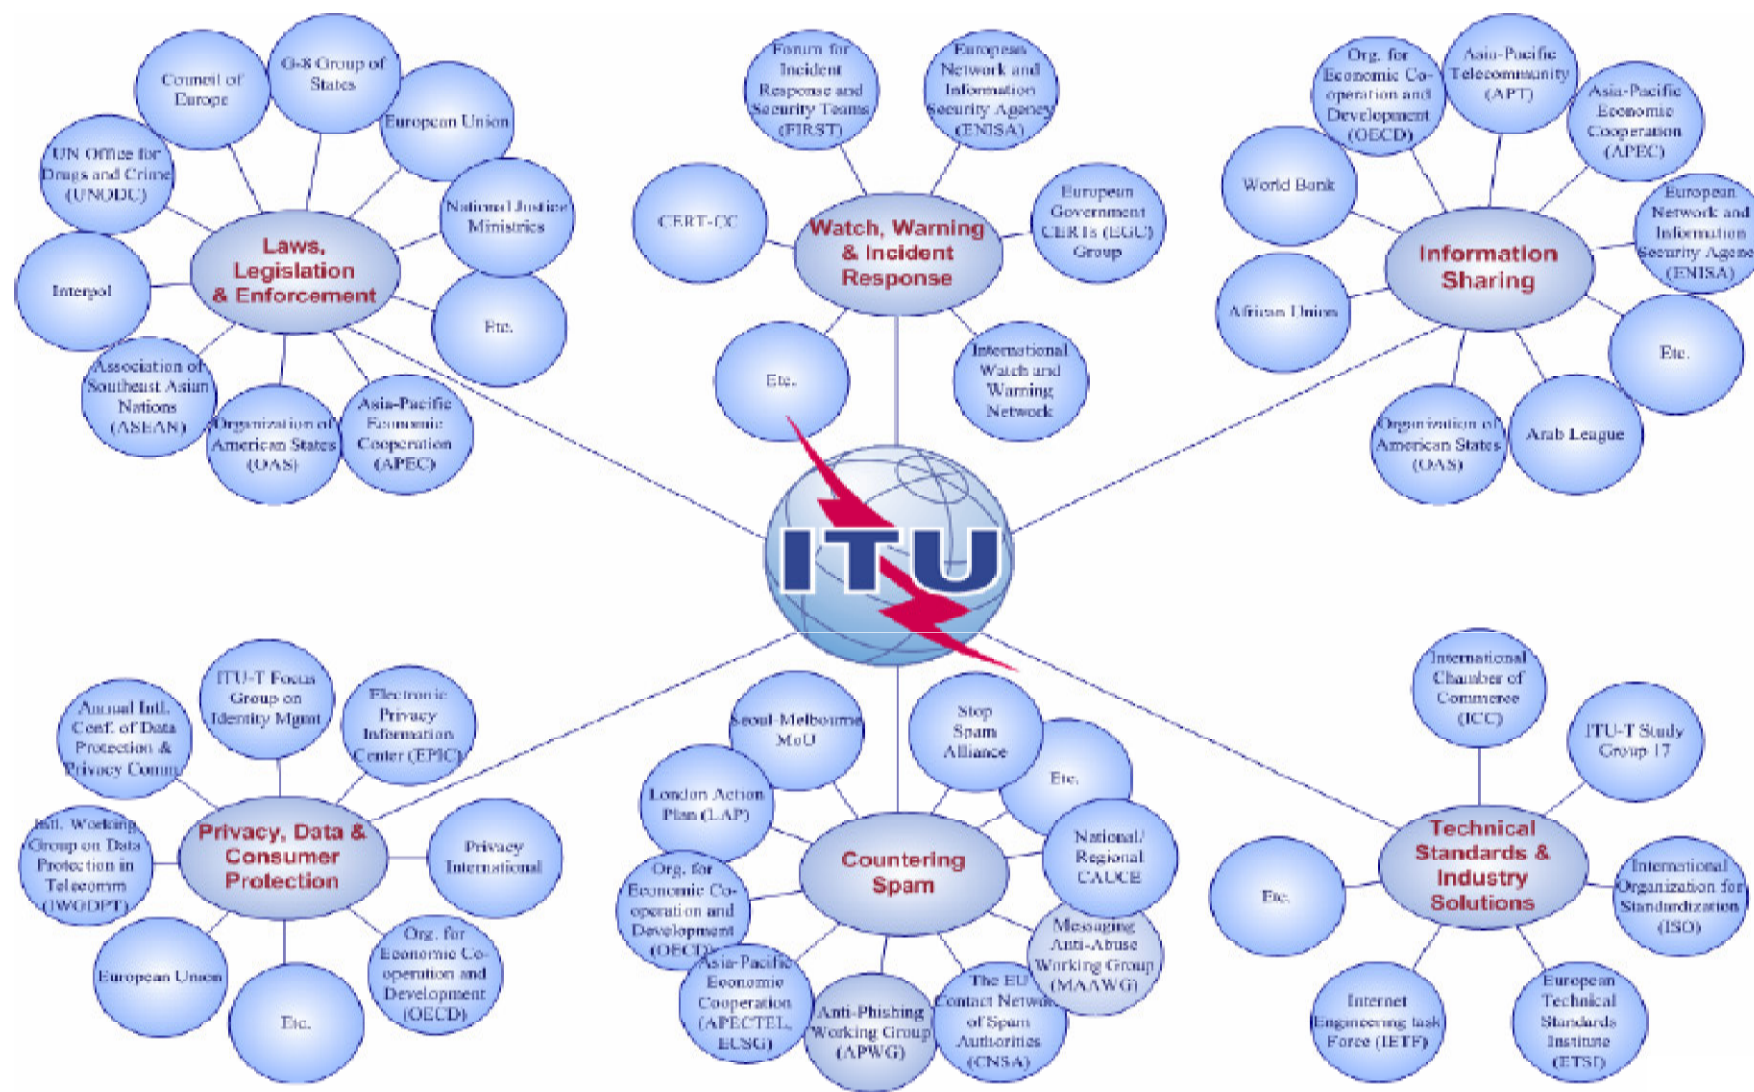 G-8 Group of
States
Council of
Europe
European Union
UN Office for
Drugs and Crime
(UNODC)
National Justice
Ministries
Laws,
Legislation
& Enforcement
Interpol
Etc.
Association of
Southeast Asian
Nations
(ASEAN)
Organization of
American States
(OAS)
Asia-Pacific
Economic
Cooperation
(APEC)
Forum for
Incident
Response and
Security Teams
(FIRST)
European
Network and
Information
Security Agency
(ENISA)
CERT-CC
European
Government
CERTs (EGC)
Group
Watch, Warning
& Incident
Response
Etc.
International
Watch and
Warning
Network
Org. for
Economic Co-
operation and
Development
(OECD)
Asia-Pacific
Telecommunity
(APT)
Asia-Pacific
Economic
Cooperation
(APEC)
World Bank
European
Network and
Information
Security Agenc
(ENISA)
Information
Sharing
African Union
Etc.
Organization of
American States
(OAS)
Arab League
ITU
Annual Intl.
Conf. of Data
Protection &
Privacy Comm.
ITU-T Focus
Group on
Identity Mgmt
Electronic
Privacy
Information
Center (EPIC)
Intl. Working
Group on Data
Protection in
Telecomm
(IWGDPT)
Privacy, Data &
Consumer
Protection
Privacy
International
European Union
Etc.
Org. for
Economic Co-
operation and
Development
(OECD)
Seoul-Melbourne
MoU
Stop
Spam
Alliance
Etc.
London Action
Plan (LAP)
National/
Regional
CAUCE
Countering
Spam
Org. for
Economic Co-
operation and
Development
(OECD)
Messaging
Anti-Abuse
Working Group
(MAAWG)
Asia-Pacific
Economic
Cooperation
(APECTEL,
ECSG)
Anti-Phishing
Working Group
(APWG)
The EU
Contact Network
of Spam
Authorities
(CNSA)
International
Chamber of
Commerce
(ICC)
ITU-T Study
Group 17
Technical
Standards &
Industry
Solutions
Etc.
International
Organization for
Standardization
(ISO)
Internet
Engineering task
Force (IETF)
European
Technical
Standards
Institute
(ETSI)